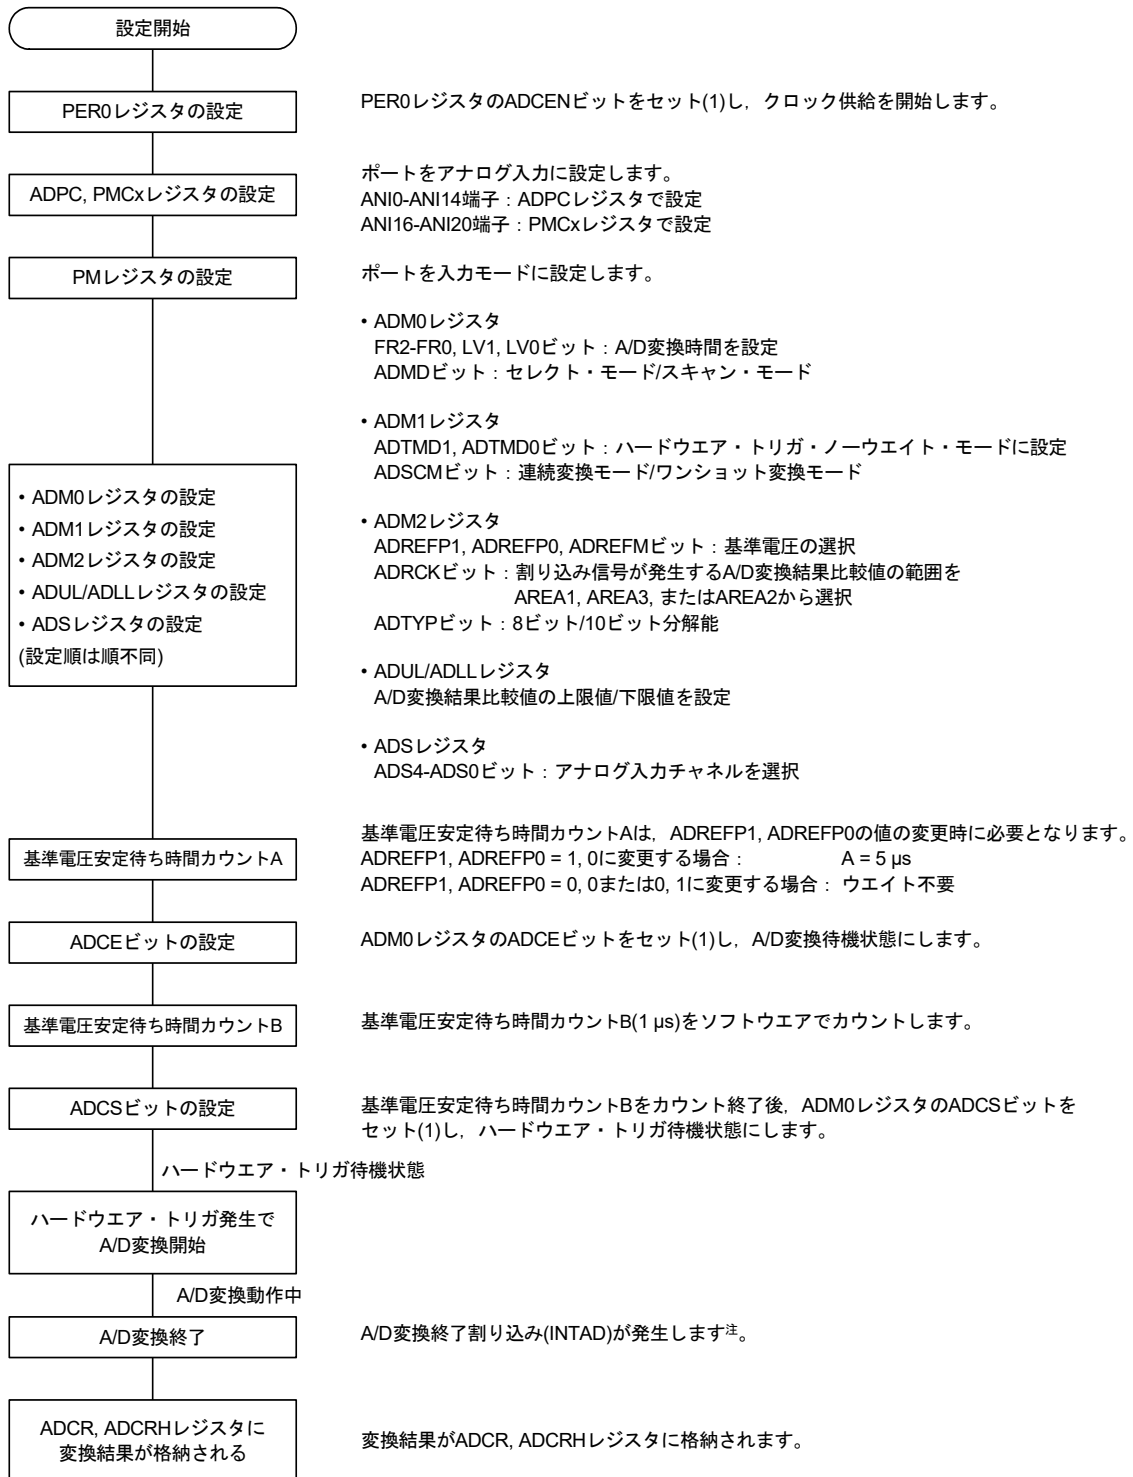 設定開始
PER0レジスタの設定
PER0レジスタのADCENビットをセット(1)し，クロック供給を開始します。
ADPC, PMCxレジスタの設定
ポートをアナログ入力に設定します。
ANI0-ANI14端子：ADPCレジスタで設定
ANI16-ANI20端子：PMCxレジスタで設定
PMレジスタの設定
ポートを入力モードに設定します。
• ADM0レジスタの設定
• ADM1レジスタの設定
• ADM2レジスタの設定
• ADUL/ADLLレジスタの設定
• ADSレジスタの設定
(設定順は順不同)
• ADM0レジスタ
FR2-FR0, LV1, LV0ビット：A/D変換時間を設定
ADMDビット：セレクト・モード/スキャン・モード
• ADM1レジスタ
ADTMD1, ADTMD0ビット：ハードウエア・トリガ・ノーウエイト・モードに設定
ADSCMビット：連続変換モード/ワンショット変換モード
• ADM2レジスタ
ADREFP1, ADREFP0, ADREFMビット：基準電圧の選択
ADRCKビット：割り込み信号が発生するA/D変換結果比較値の範囲を
AREA1, AREA3, またはAREA2から選択
ADTYPビット：8ビット/10ビット分解能
• ADUL/ADLLレジスタ
A/D変換結果比較値の上限値/下限値を設定
• ADSレジスタ
ADS4-ADS0ビット：アナログ入力チャネルを選択
基準電圧安定待ち時間カウントA
基準電圧安定待ち時間カウントAは，ADREFP1, ADREFP0の値の変更時に必要となります。
ADREFP1, ADREFP0 = 1, 0に変更する場合： A = 5 µs
ADREFP1, ADREFP0 = 0, 0または0, 1に変更する場合： ウエイト不要
ADCEビットの設定
ADM0レジスタのADCEビットをセット(1)し，A/D変換待機状態にします。
基準電圧安定待ち時間カウントB
基準電圧安定待ち時間カウントB(1 µs)をソフトウエアでカウントします。
ADCSビットの設定
基準電圧安定待ち時間カウントBをカウント終了後，ADM0レジスタのADCSビットを
セット(1)し，ハードウエア・トリガ待機状態にします。
ハードウエア・トリガ待機状態
ハードウエア・トリガ発生で
A/D変換開始
A/D変換動作中
A/D変換終了
A/D変換終了割り込み(INTAD)が発生します注。
ADCR, ADCRHレジスタに
変換結果が格納される
変換結果がADCR, ADCRHレジスタに格納されます。